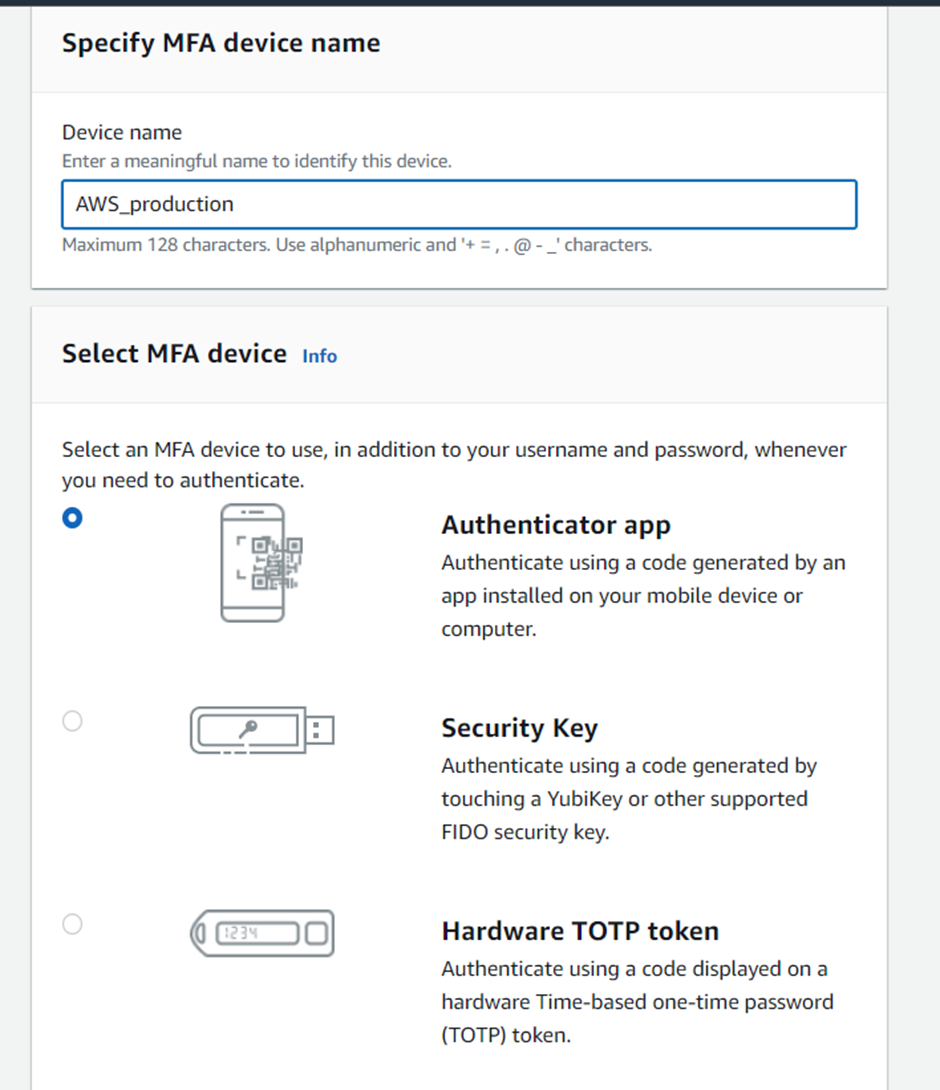 Specify MFA device name
Device name
Enter a meaningful name to identify this device.
AWS_production
Maximum 128 characters. Use alphanumeric and '+ = , . @ - _' characters.
Select MFA device Info
Select an MFA device to use, in addition to your username and password, whenever
you need to authenticate.
Authenticator app
Authenticate using a code generated by an
app installed on your mobile device or
computer.
Security Key
Authenticate using a code generated by
touching a YubiKey or other supported
FIDO security key.
1234
Hardware TOTP token
Authenticate using a code displayed on a
hardware Time-based one-time password
(TOTP) token.